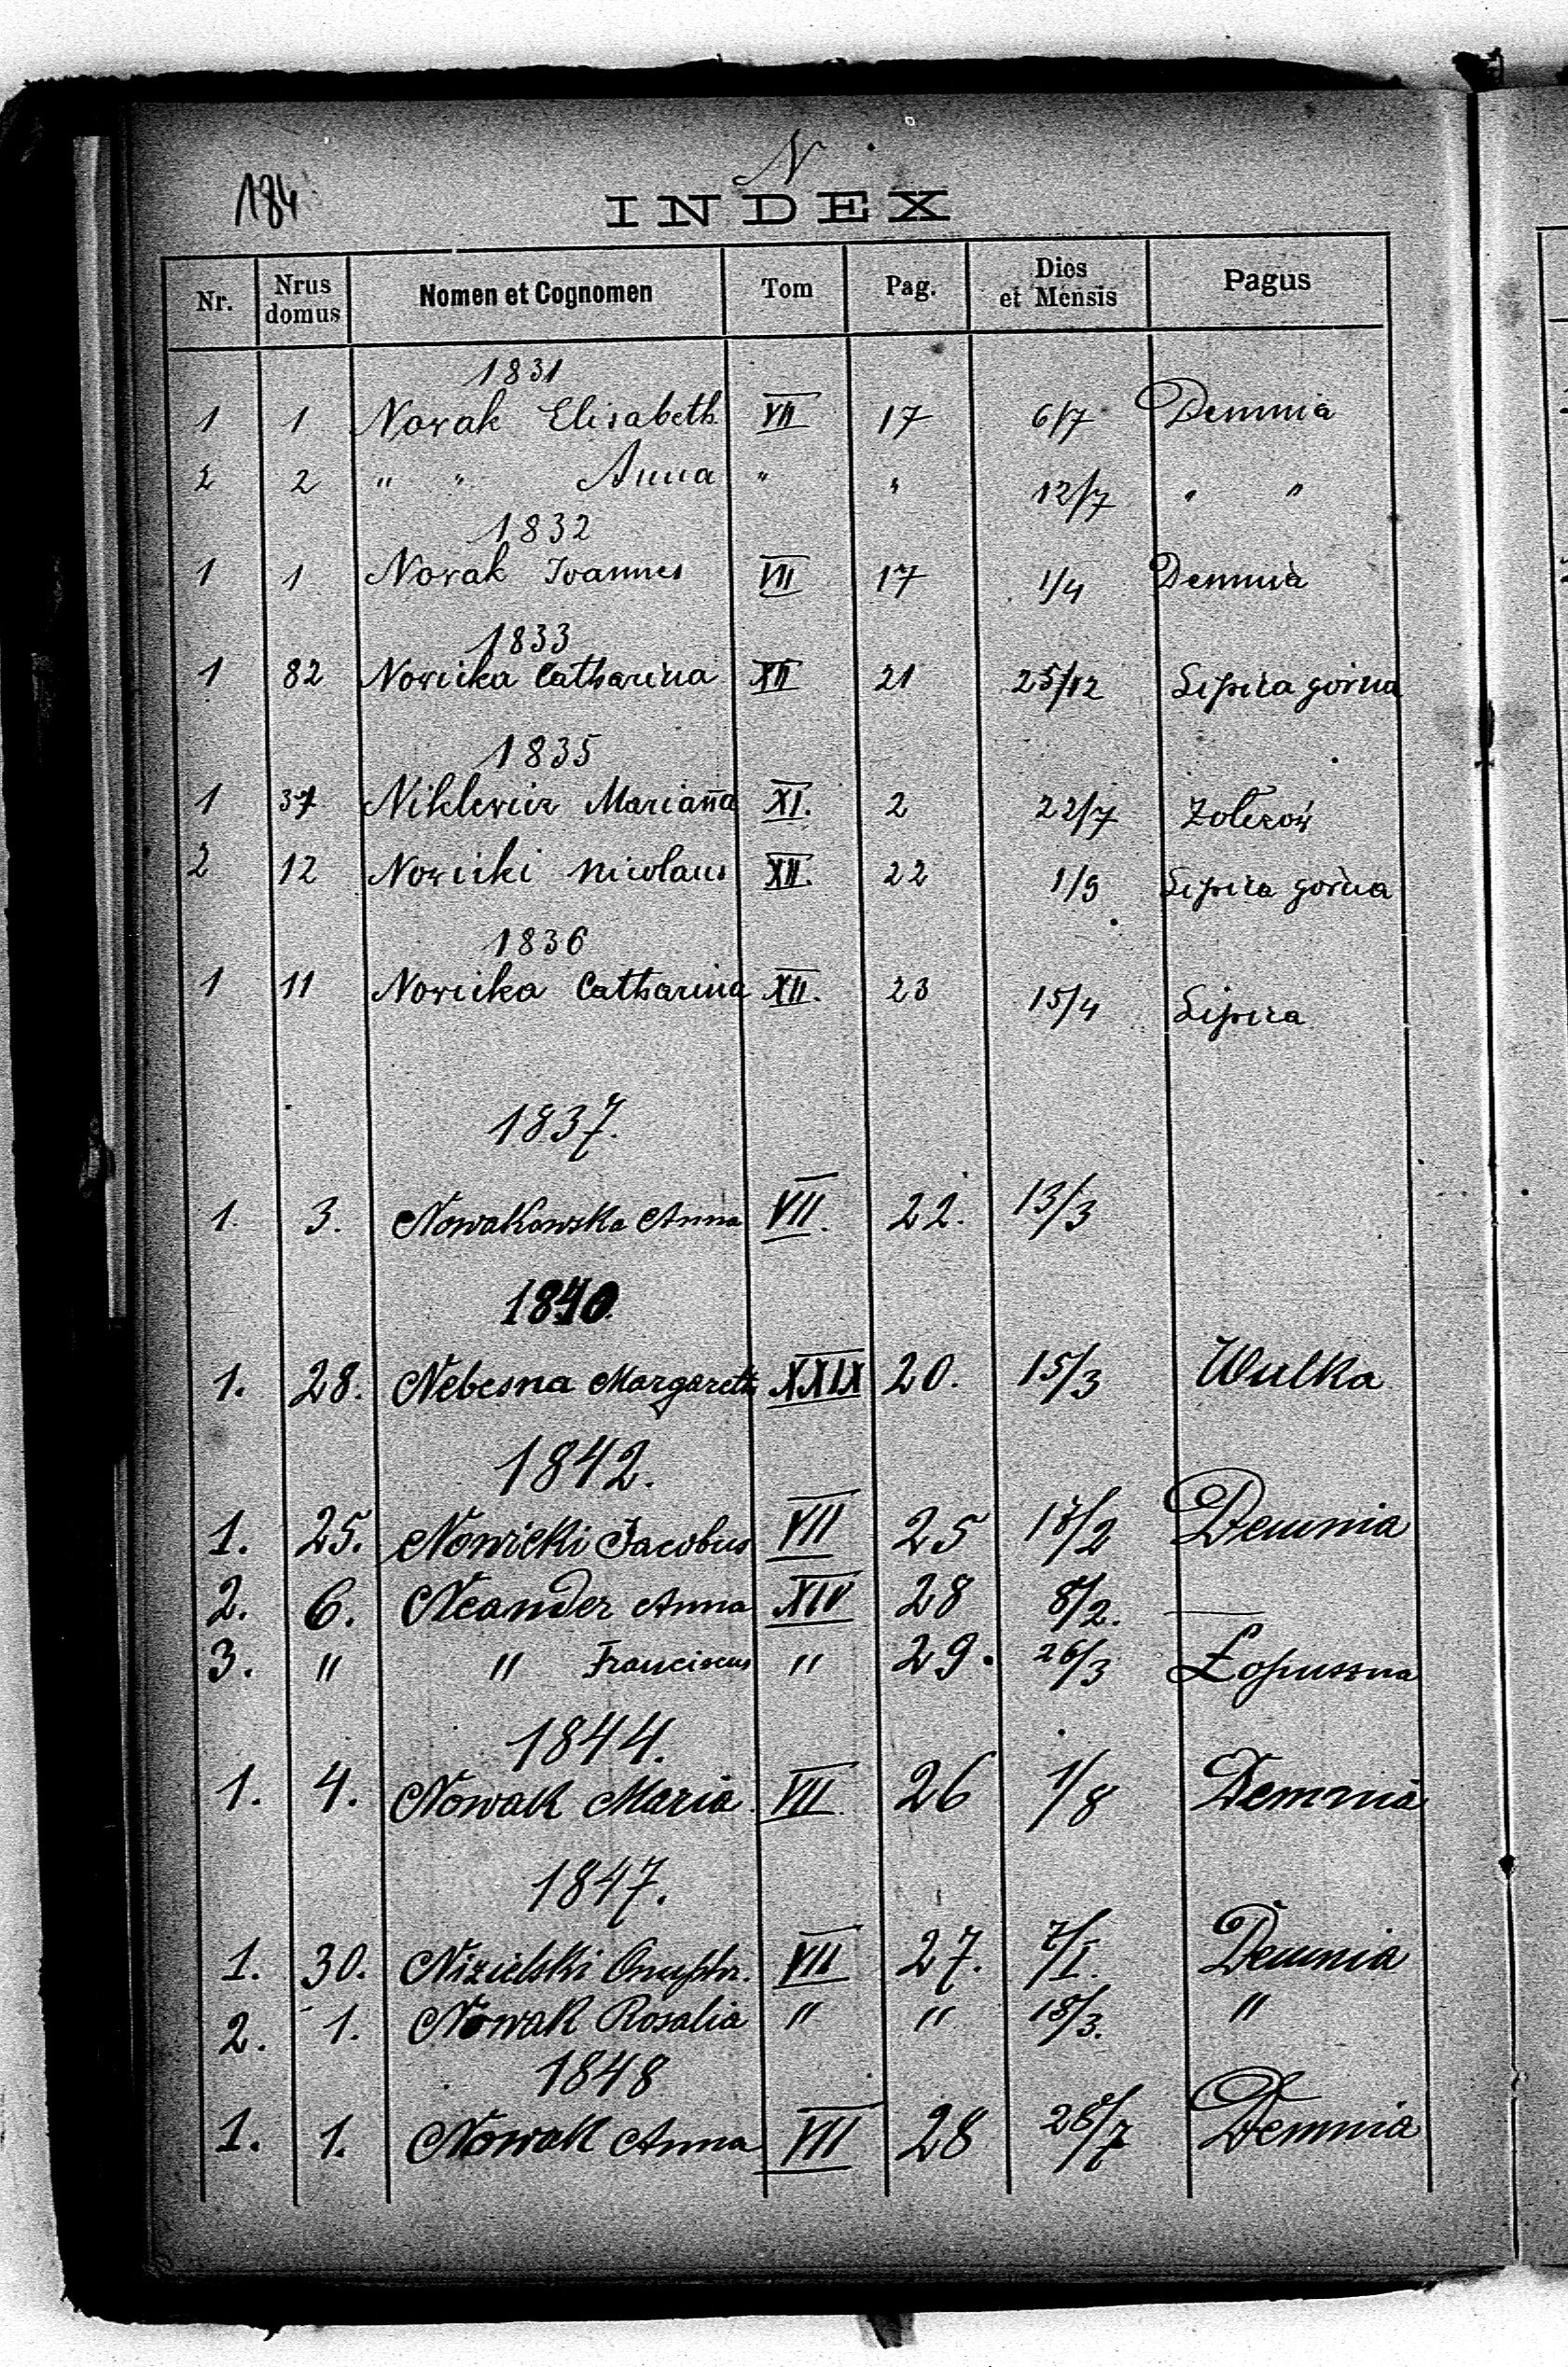 184
N
INDEX
Nr. Nrus domus Nomen et Cognomen Tom Pag. Dies et Mensis Pagus
1831
1 1 Novak Elisabeth VII 17 6/7 Demnia
2 2 " " Anna " " 12/7 " "
1832
1 1 Novak Ioannes VII 17 1/4 Demnia
1833
1 82 Novicka Catharina XII 21 25/12 Lipica gorna
1835
1 37 Niklevicz Marianna XI. 2 22/7
2 12 Novicki Nicolaus XII. 22 1/9 Lipica gorna
1836
1 11 Novicka Catharina XII. 23 15/4 Lipica
1837.
1. 3. Nowakowska Anna VII. 22. 13/3
1840.
1. 28. Nebesna Margareth XXIX 20. 15/3 Wulka
1842.
1. 25. Nowicki Jacobus VII 25 /2 Demnia
2. 6. Neander Anna XIV 28 8/2. —
3. " " Franciscus " 29. 26/3 Łopussna
1844.
1. 4. Nowak Maria VII 26 1/8 Demnia
1847.
1. 30. Nizielski Onuphr. VII 27. 7/I. Demnia
2. 1. Nowak Rosalia " " 18/3. "
1848
1. 1. Nowak Anna VII 28 28/7 Demnia